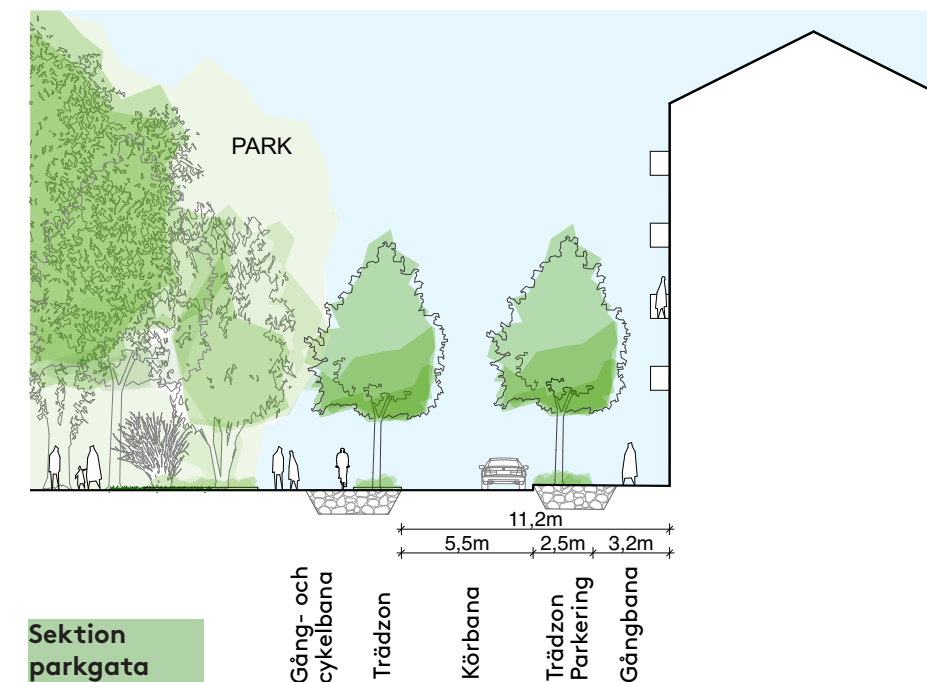 PARK
11,2m
5,5m
2,5m
3,2m
Gång- och
cykelbana
Trädzon
Körbana
Trädzon
Parkering
Gångbana
Sektion
parkgata